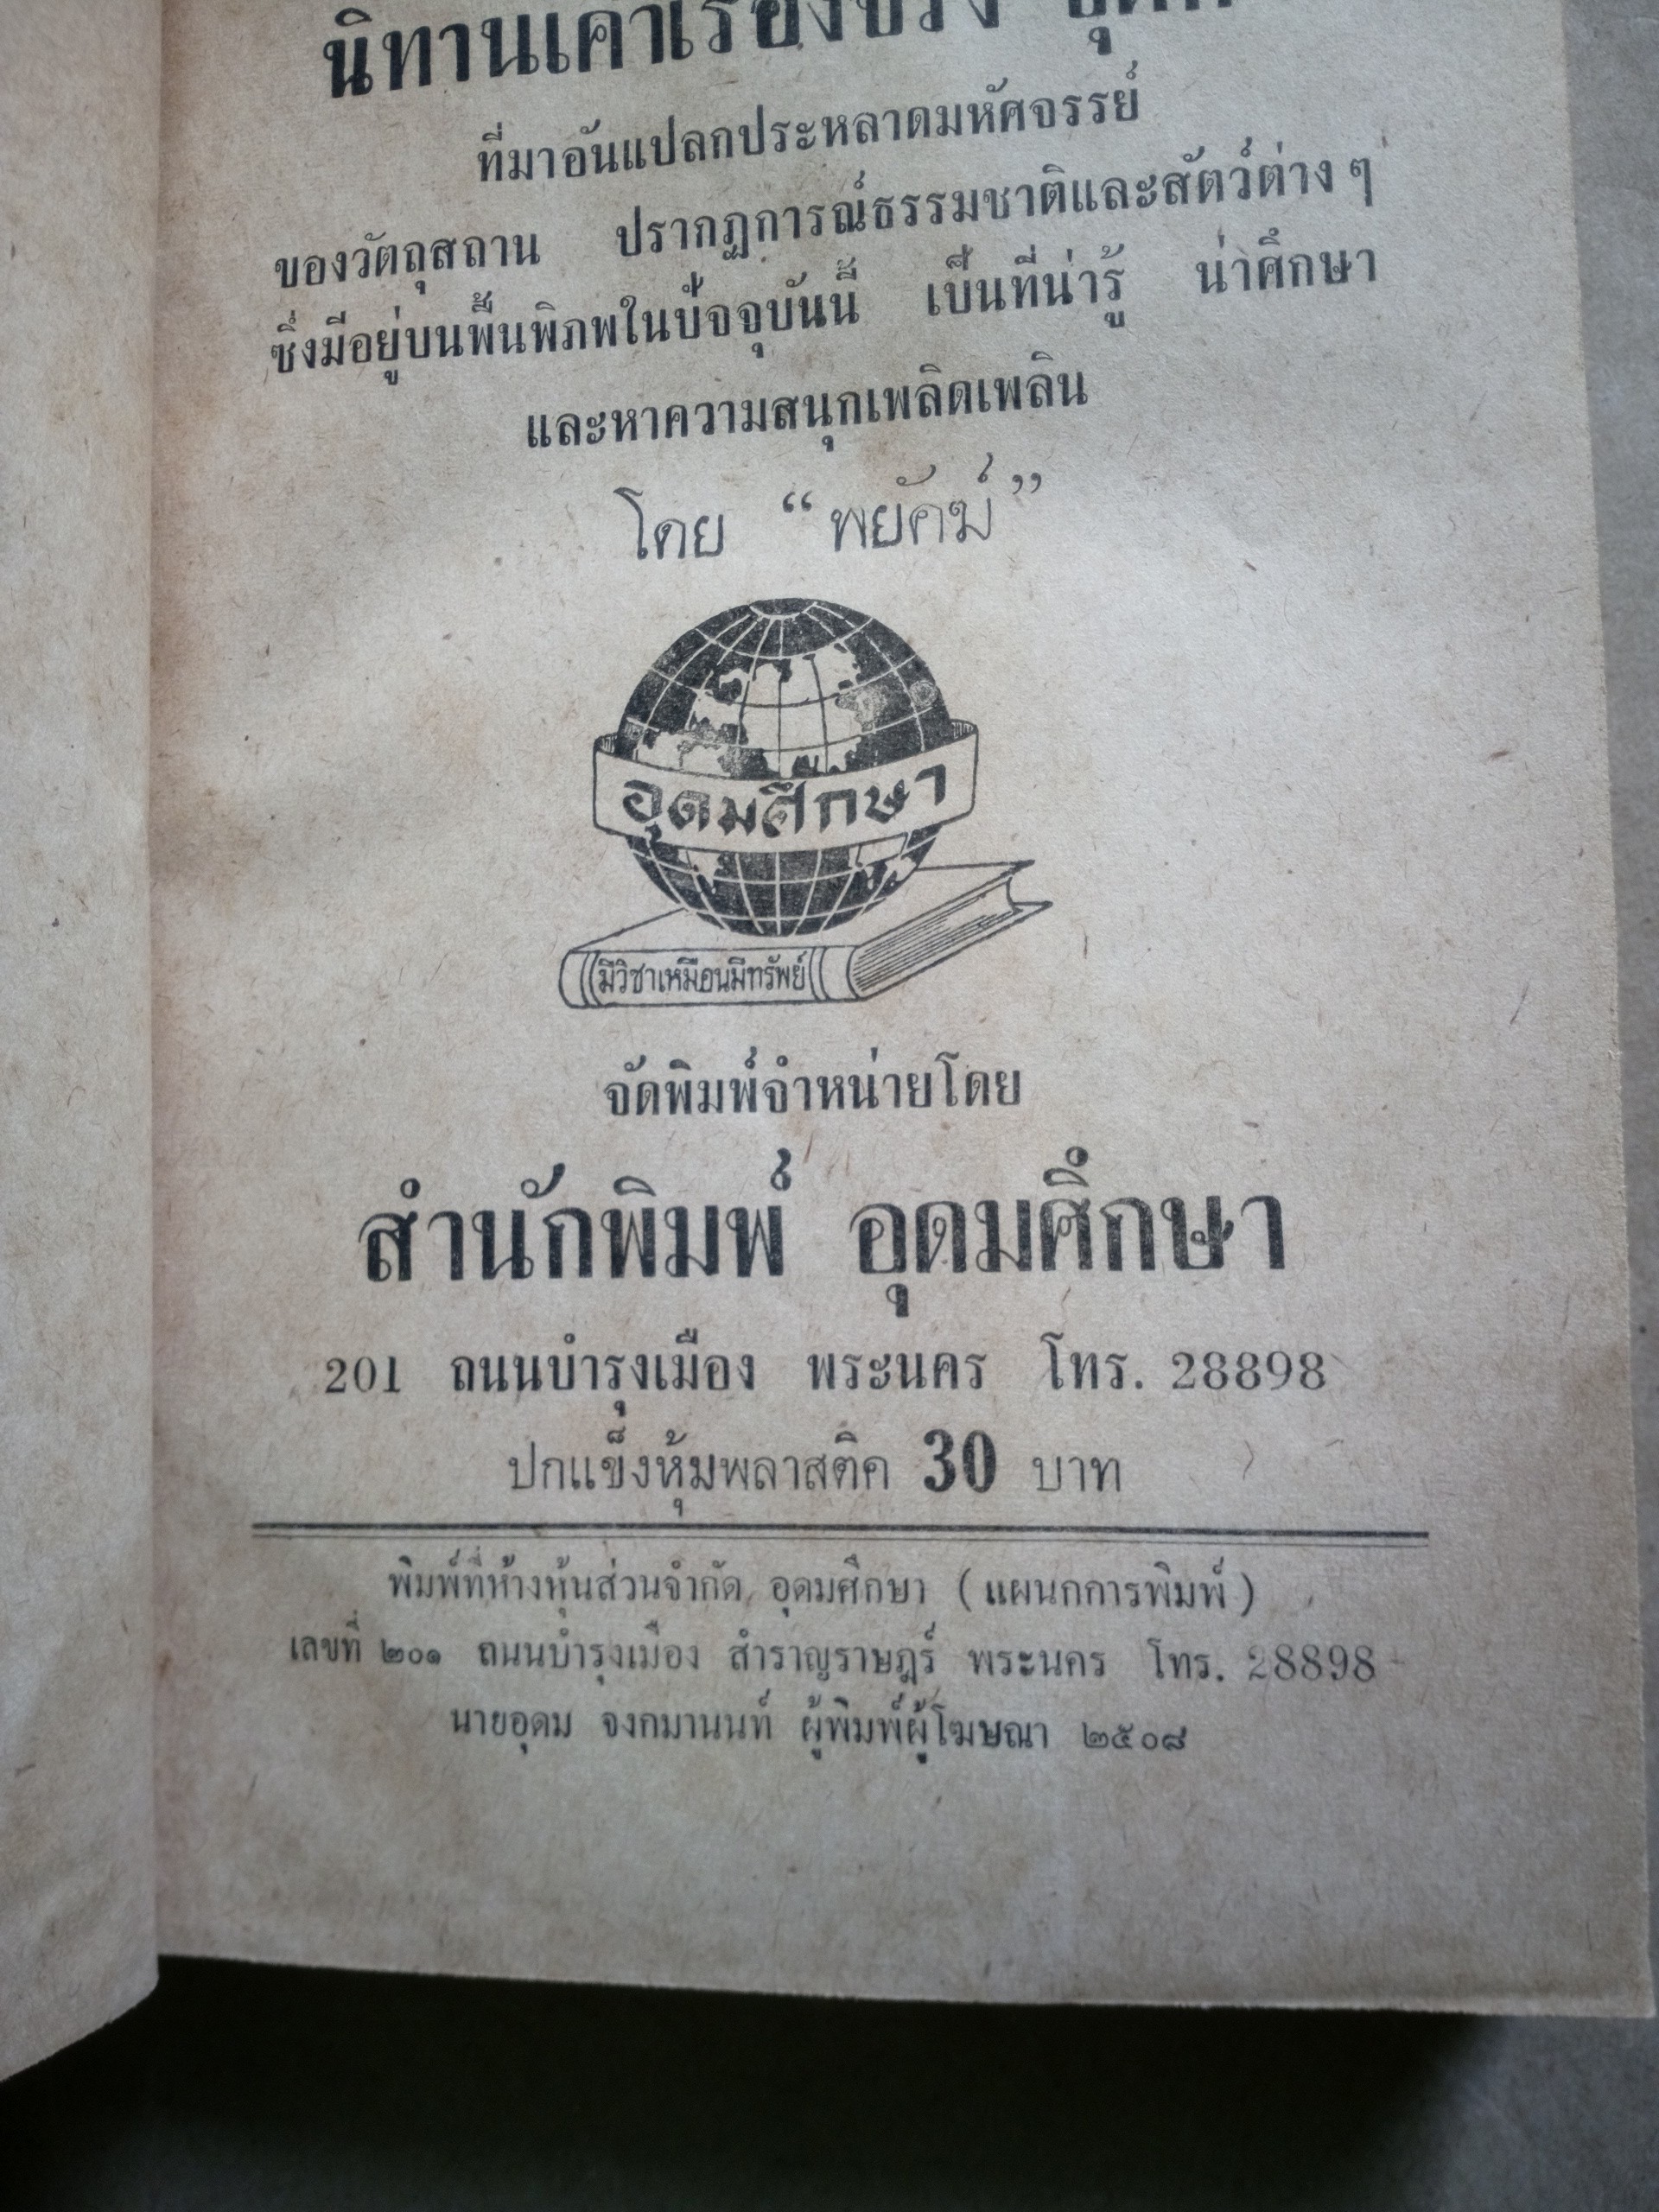 นิทานเค้าเรื่องจริง
ที่มาอันแปลกประหลาดมหัศจรรย์
ของวัตถุสถาน ปรากฏการณ์ธรรมชาติและสัตว์ต่าง ๆ
ซึ่งมีอยู่บนพื้นพิภพในปัจจุบันนี้ เป็นที่น่ารู้ น่าศึกษา
และหาความสนุกเพลิดเพลิน
โดย “พยัคฆ์”
อุดมศึกษา
มีวิชาเหมือนมีทรัพย์
จัดพิมพ์จำหน่ายโดย
สำนักพิมพ์ อุดมศึกษา
201 ถนนบำรุงเมือง พระนคร โทร. 28898
ปกแข็งหุ้มพลาสติค 30 บาท
พิมพ์ที่ห้างหุ้นส่วนจำกัด อุดมศึกษา (แผนกการพิมพ์)
เลขที่ ๒๐๑ ถนนบำรุงเมือง สำราญราษฎร์ พระนคร โทร. 28898
นายอุดม จงกมานนท์ ผู้พิมพ์ผู้โฆษณา ๒๕๐๘